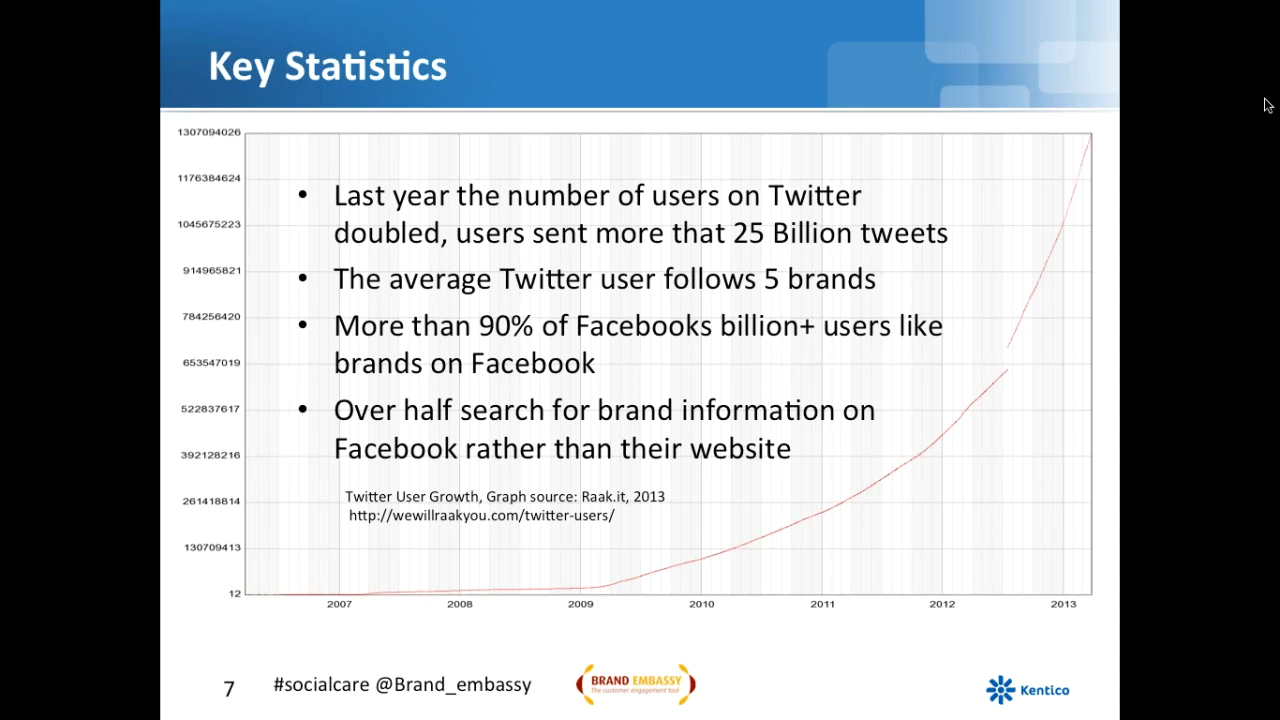 Key Statistics
1307094026
1176384624
1045675223
914965821
784256420
653547019
522837617
392128216
261418814
130709413
12
• Last year the number of users on Twitter
doubled, users sent more that 25 Billion tweets
• The average Twitter user follows 5 brands
• More than 90% of Facebooks billion+ users like
brands on Facebook
• Over half search for brand information on
Facebook rather than their website
Twitter User Growth, Graph source: Raak.it, 2013
http://wewillraakyou.com/twitter-users/
2007 2008 2009 2010 2011 2012 2013
7 #socialcare @Brand_embassy
BRAND EMBASSY
The customer engagement tool
Kentico